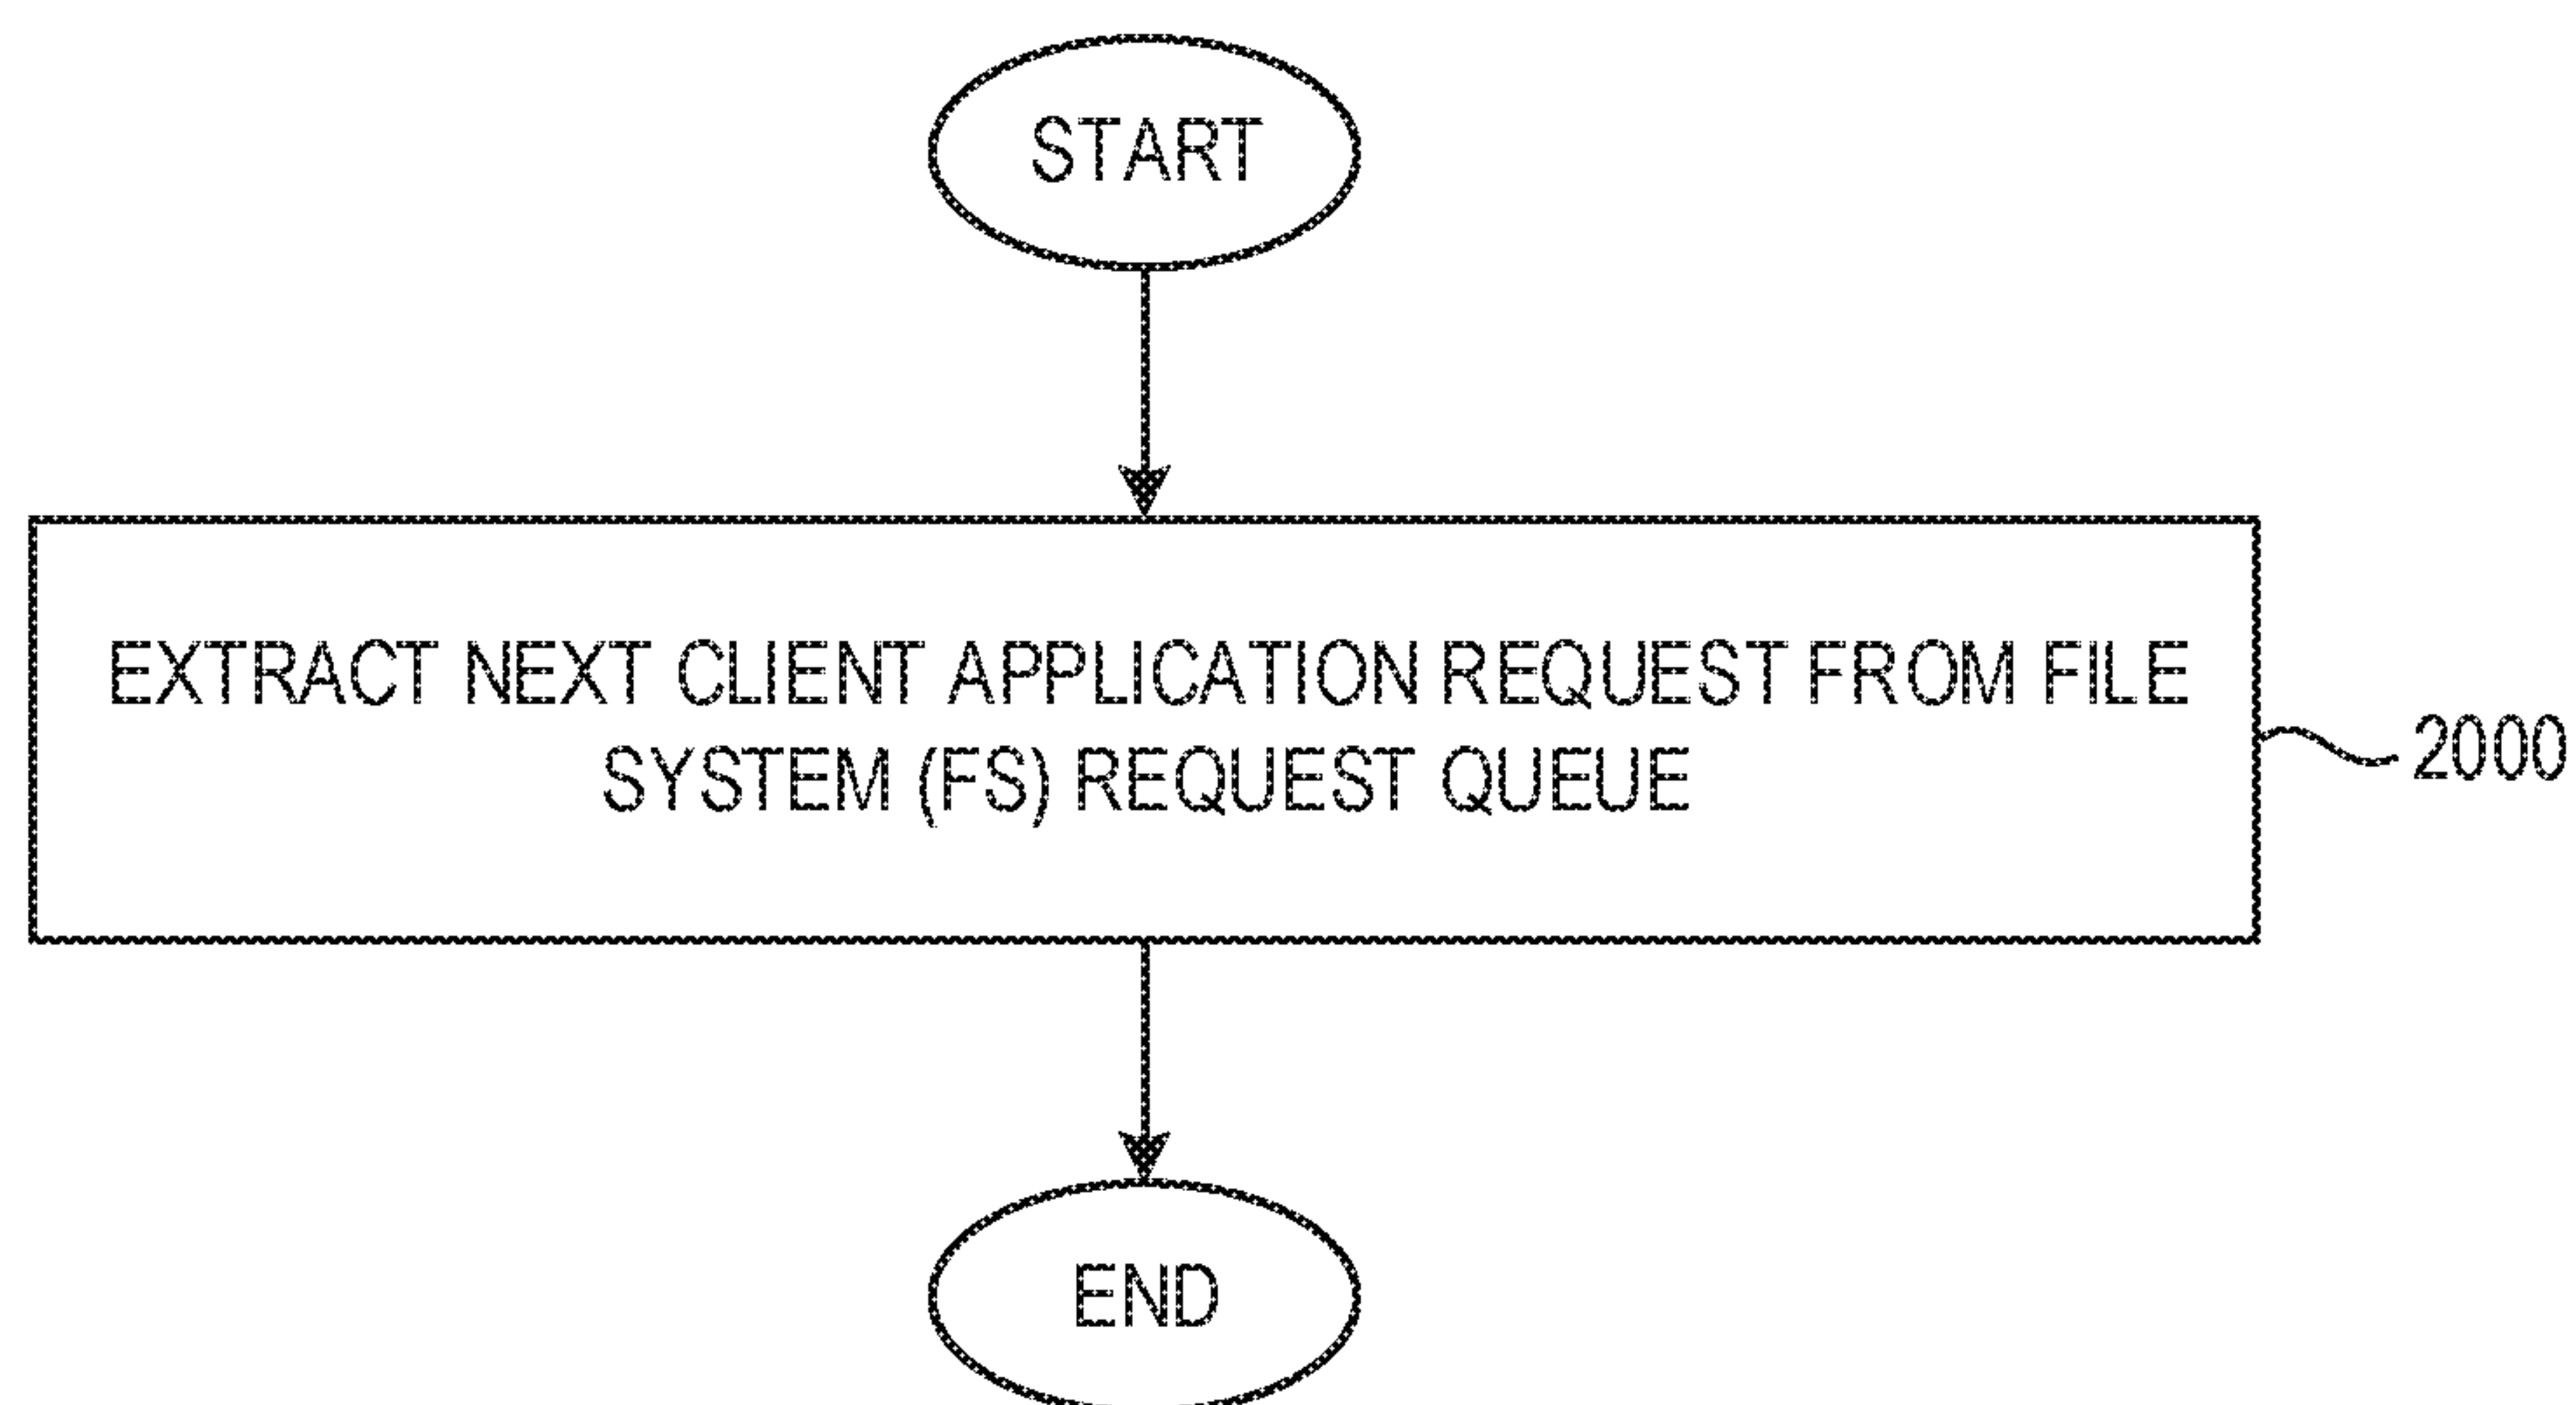 START
EXTRACT NEXT CLIENT APPLICATION REQUEST FROM FILE
SYSTEM (FS) REQUEST QUEUE
2000
END